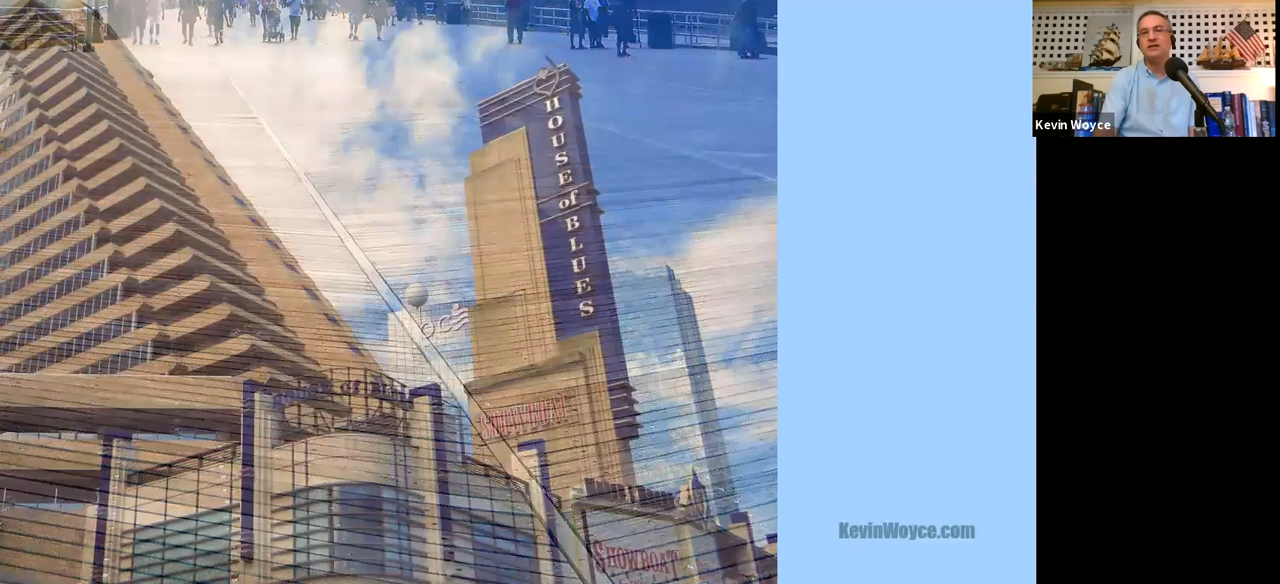 HOUSE of BLUES
SHOWBOAT
SHOWBOAT
KevinWoyce.com
Kevin Woyce